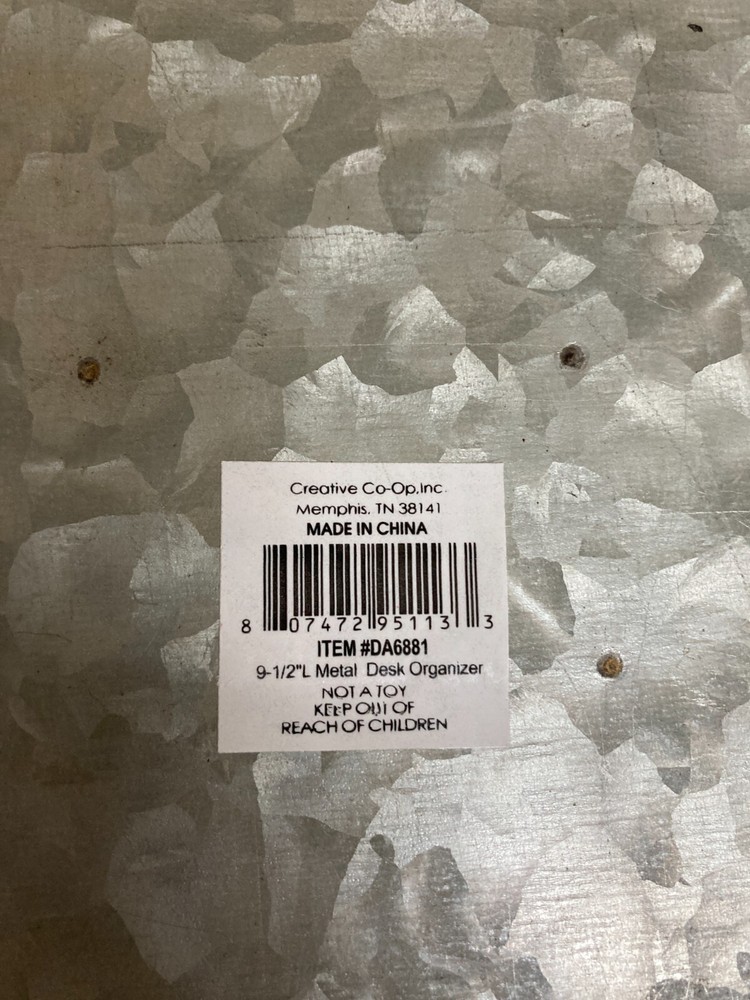 Creative Co-Op,Inc.
Memphis, TN 38141
MADE IN CHINA
8 07472 95113 3
ITEM #DA6881
9-1/2"L Metal Desk Organizer
NOT A TOY
KEEP OUT OF
REACH OF CHILDREN